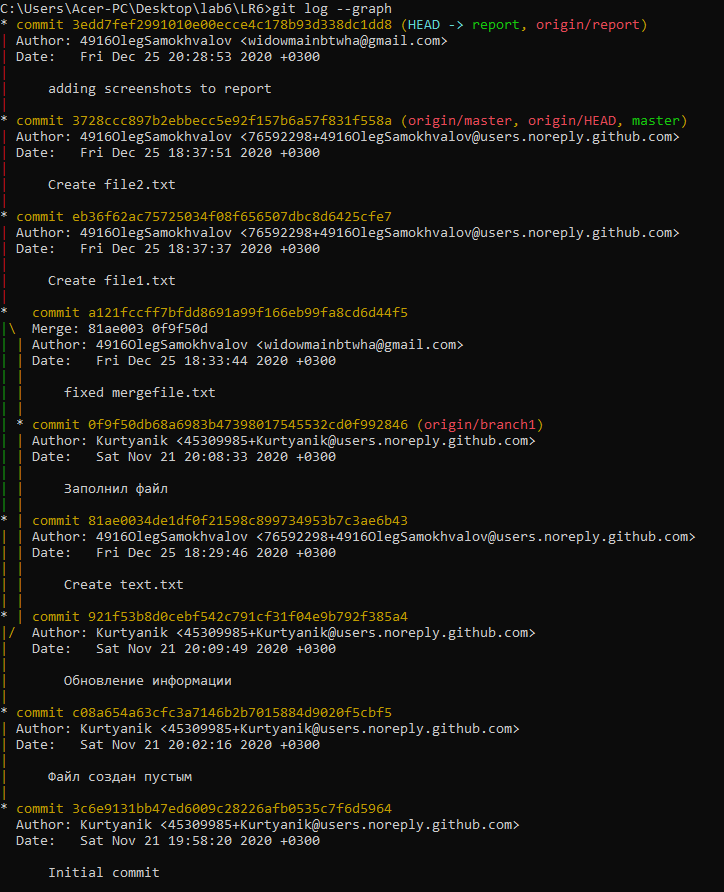 C:\Users\Acer-PC\Desktop\lab6\LR6>git log --graph
* commit 3edd7fef2991010e00ecce4c178b93d338dc1dd8 (HEAD -> report, origin/report)
| Author: 4916OlegSamokhvalov <widowmainbtwha@gmail.com>
| Date:   Fri Dec 25 20:28:53 2020 +0300
|
|     adding screenshots to report
|
* commit 3728ccc897b2ebbecc5e92f157b6a57f831f558a (origin/master, origin/HEAD, master)
| Author: 4916OlegSamokhvalov <76592298+4916OlegSamokhvalov@users.noreply.github.com>
| Date:   Fri Dec 25 18:37:51 2020 +0300
|
|     Create file2.txt
|
* commit eb36f62ac75725034f08f656507dbc8d6425cfe7
| Author: 4916OlegSamokhvalov <76592298+4916OlegSamokhvalov@users.noreply.github.com>
| Date:   Fri Dec 25 18:37:37 2020 +0300
|
|     Create file1.txt
|
*   commit a121fccff7bfdd8691a99f166eb99fa8cd6d44f5
|\  Merge: 81ae003 0f9f50d
| | Author: 4916OlegSamokhvalov <widowmainbtwha@gmail.com>
| | Date:   Fri Dec 25 18:33:44 2020 +0300
| |
| |     fixed mergefile.txt
| |
| * commit 0f9f50db68a6983b47398017545532cd0f992846 (origin/branch1)
| | Author: Kurtyanik <45309985+Kurtyanik@users.noreply.github.com>
| | Date:   Sat Nov 21 20:08:33 2020 +0300
| |
| |     Заполнил файл
| |
* | commit 81ae0034de1df0f21598c899734953b7c3ae6b43
| | Author: 4916OlegSamokhvalov <76592298+4916OlegSamokhvalov@users.noreply.github.com>
| | Date:   Fri Dec 25 18:29:46 2020 +0300
| |
| |     Create text.txt
| |
* | commit 921f53b8d0cebf542c791cf31f04e9b792f385a4
|/  Author: Kurtyanik <45309985+Kurtyanik@users.noreply.github.com>
|   Date:   Sat Nov 21 20:09:49 2020 +0300
|
|       Обновление информации
|
* commit c08a654a63cfc3a7146b2b7015884d9020f5cbf5
| Author: Kurtyanik <45309985+Kurtyanik@users.noreply.github.com>
| Date:   Sat Nov 21 20:02:16 2020 +0300
|
|     Файл создан пустым
|
* commit 3c6e9131bb47ed6009c28226afb0535c7f6d5964
  Author: Kurtyanik <45309985+Kurtyanik@users.noreply.github.com>
  Date:   Sat Nov 21 19:58:20 2020 +0300

      Initial commit